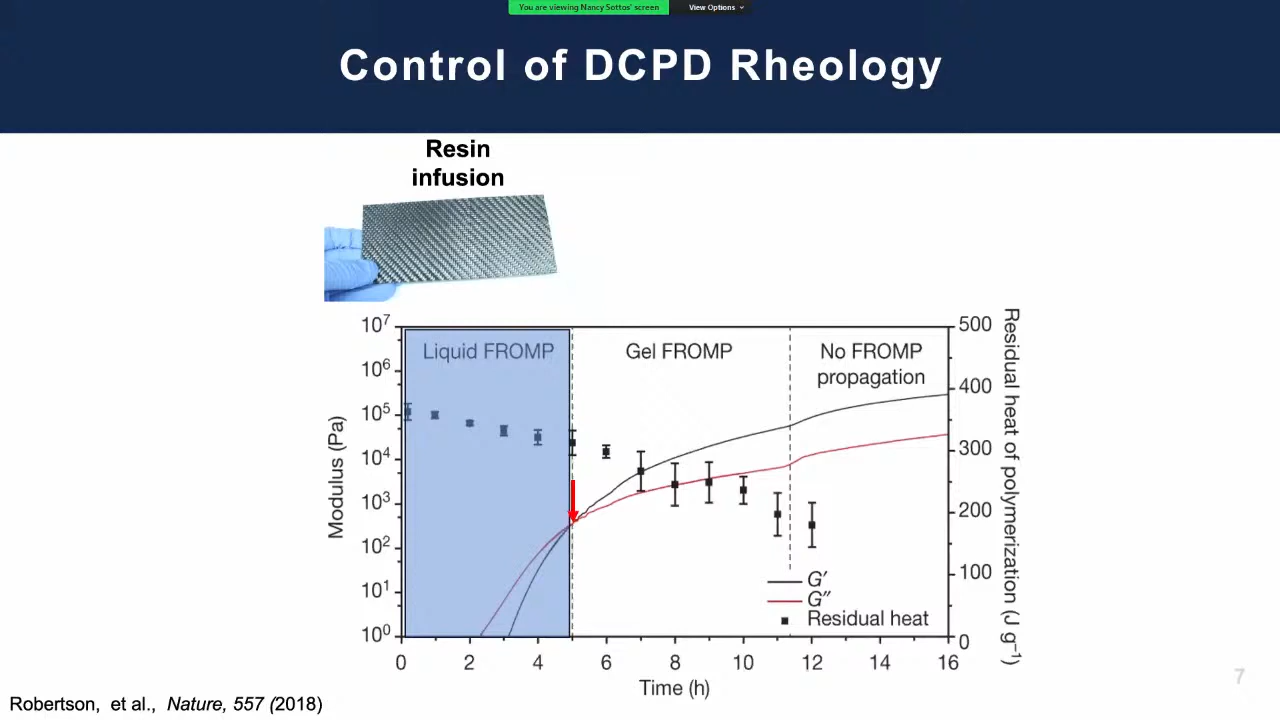 You are viewing Nancy Sottos' screen
View Options
Control of DCPD Rheology
Resin
infusion
Liquid FROMP
Gel FROMP
No FROMP
propagation
Modulus (Pa)
10⁷
10⁶
10⁵
10⁴
10³
10²
10¹
10⁰
500
400
300
200
100
0
Residual heat of polymerization (J g⁻¹)
G′
G″
Residual heat
0 2 4 6 8 10 12 14 16
Time (h)
7
Robertson, et al., Nature, 557 (2018)